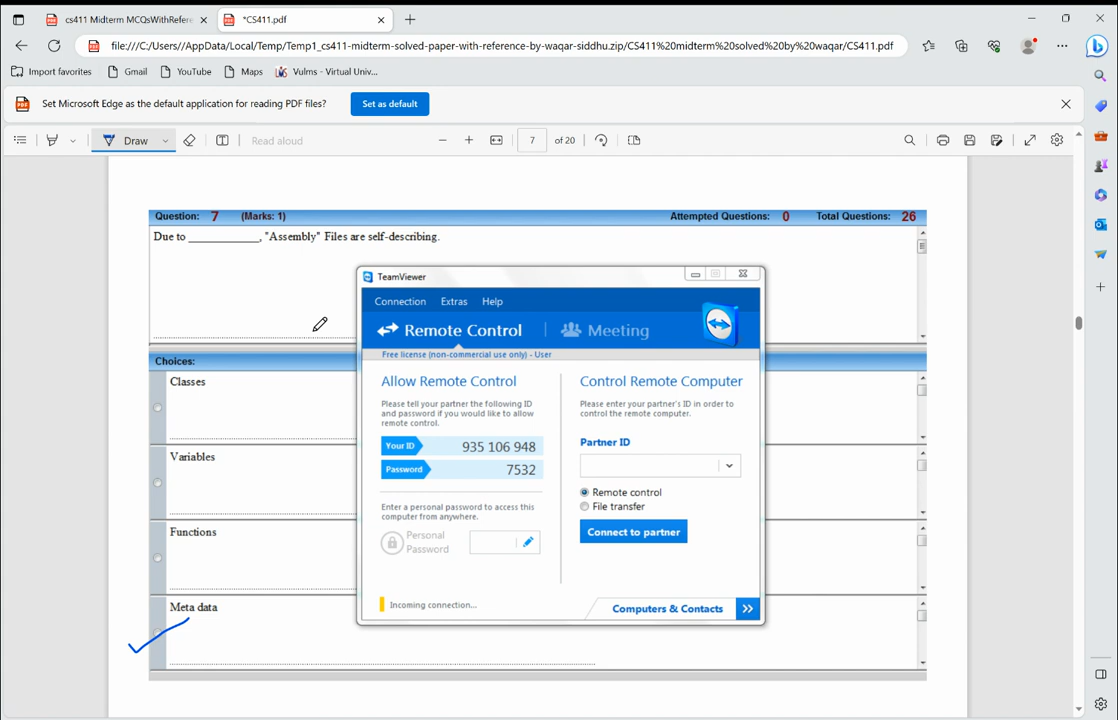 cs411 Midterm MCQsWithRefere
*CS411.pdf
file:///C:/Users//AppData/Local/Temp/Temp1_cs411-midterm-solved-paper-with-reference-by-waqar-siddhu.zip/CS411%20midterm%20solved%20by%20waqar/CS411.pdf
Import favorites
Gmail
YouTube
Maps
Vulms - Virtual Univ...
Set Microsoft Edge as the default application for reading PDF files?
Set as default
Draw
Read aloud
7
of 20
Question: 7 (Marks: 1)
Attempted Questions: 0 Total Questions: 26
Due to ____________, "Assembly" Files are self-describing.
TeamViewer
Connection Extras Help
Remote Control
Meeting
Free license (non-commercial use only) - User
Choices:
Classes
Variables
Functions
Meta data
Allow Remote Control
Please tell your partner the following ID
and password if you would like to allow
remote control.
Your ID 935 106 948
Password 7532
Enter a personal password to access this
computer from anywhere.
Personal
Password
Control Remote Computer
Please enter your partner's ID in order to
control the remote computer.
Partner ID
Remote control
File transfer
Connect to partner
Incoming connection...
Computers & Contacts